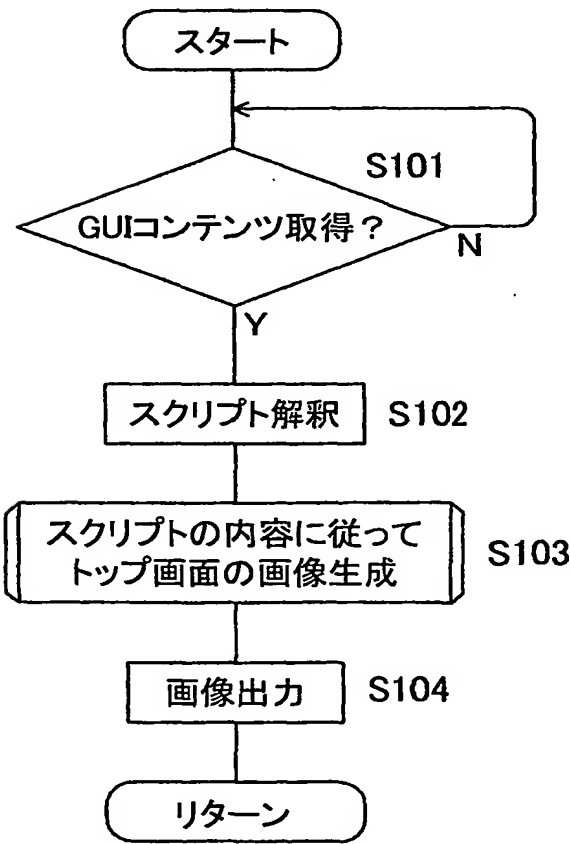 スタート
S101
GUIコンテンツ取得？
N
Y
スクリプト解釈 S102
スクリプトの内容に従って
トップ画面の画像生成
S103
画像出力 S104
リターン